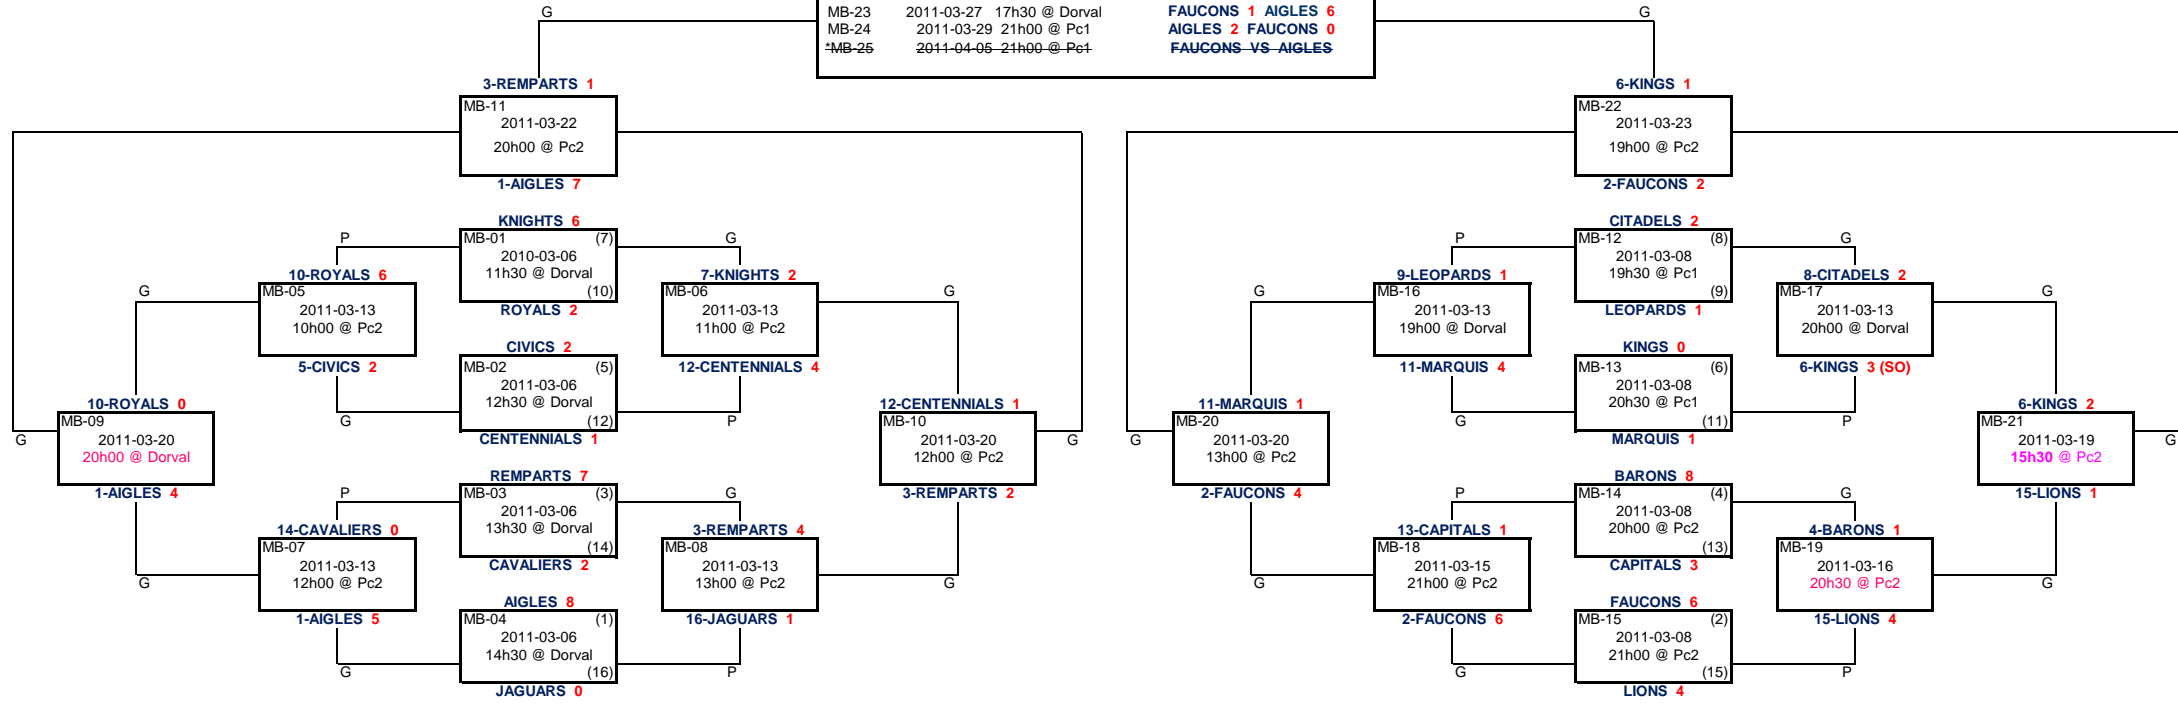 G
MB-23 2011-03-27 17h30 @ Dorval FAUCONS 1 AIGLES 6
G
MB-24 2011-03-29 21h00 @ Pc1 AIGLES 2 FAUCONS 0
*MB-25 2011-04-05 21h00 @ Pc1 FAUCONS VS AIGLES
3-REMPARTS 1
MB-11
2011-03-22
20h00 @ Pc2
1-AIGLES 7
KNIGHTS 6
P
MB-01 (7)
G
2010-03-06
11h30 @ Dorval
(10)
ROYALS 2
10-ROYALS 6
MB-05
2011-03-13
10h00 @ Pc2
5-CIVICS 2
G
7-KNIGHTS 2
MB-06
2011-03-13
11h00 @ Pc2
12-CENTENNIALS 4
G
CIVICS 2
MB-02 (5)
2011-03-06
12h30 @ Dorval
(12)
G
P
CENTENNIALS 1
10-ROYALS 0
MB-09
2011-03-20
20h00 @ Dorval
G
1-AIGLES 4
12-CENTENNIALS 1
MB-10
2011-03-20
12h00 @ Pc2
G
3-REMPARTS 2
REMPARTS 7
P
MB-03 (3)
G
2011-03-06
13h30 @ Dorval
(14)
CAVALIERS 2
14-CAVALIERS 0
MB-07
2011-03-13
12h00 @ Pc2
G
1-AIGLES 5
3-REMPARTS 4
MB-08
2011-03-13
13h00 @ Pc2
G
16-JAGUARS 1
AIGLES 8
MB-04 (1)
2011-03-06
14h30 @ Dorval
(16)
G
P
JAGUARS 0
6-KINGS 1
MB-22
2011-03-23
19h00 @ Pc2
2-FAUCONS 2
CITADELS 2
P
MB-12 (8)
G
2011-03-08
19h30 @ Pc1
(9)
LEOPARDS 1
9-LEOPARDS 1
MB-16
2011-03-13
19h00 @ Dorval
11-MARQUIS 4
G
8-CITADELS 2
MB-17
2011-03-13
20h00 @ Dorval
6-KINGS 3 (SO)
G
KINGS 0
MB-13 (6)
2011-03-08
20h30 @ Pc1
(11)
G
P
MARQUIS 1
11-MARQUIS 1
MB-20
2011-03-20
13h00 @ Pc2
G
2-FAUCONS 4
6-KINGS 2
MB-21
2011-03-19
15h30 @ Pc2
G
15-LIONS 1
BARONS 8
P
MB-14 (4)
G
2011-03-08
20h00 @ Pc2
(13)
CAPITALS 3
13-CAPITALS 1
MB-18
2011-03-15
21h00 @ Pc2
G
2-FAUCONS 6
4-BARONS 1
MB-19
2011-03-16
20h30 @ Pc2
G
15-LIONS 4
FAUCONS 6
MB-15 (2)
2011-03-08
21h00 @ Pc2
(15)
G
P
LIONS 4